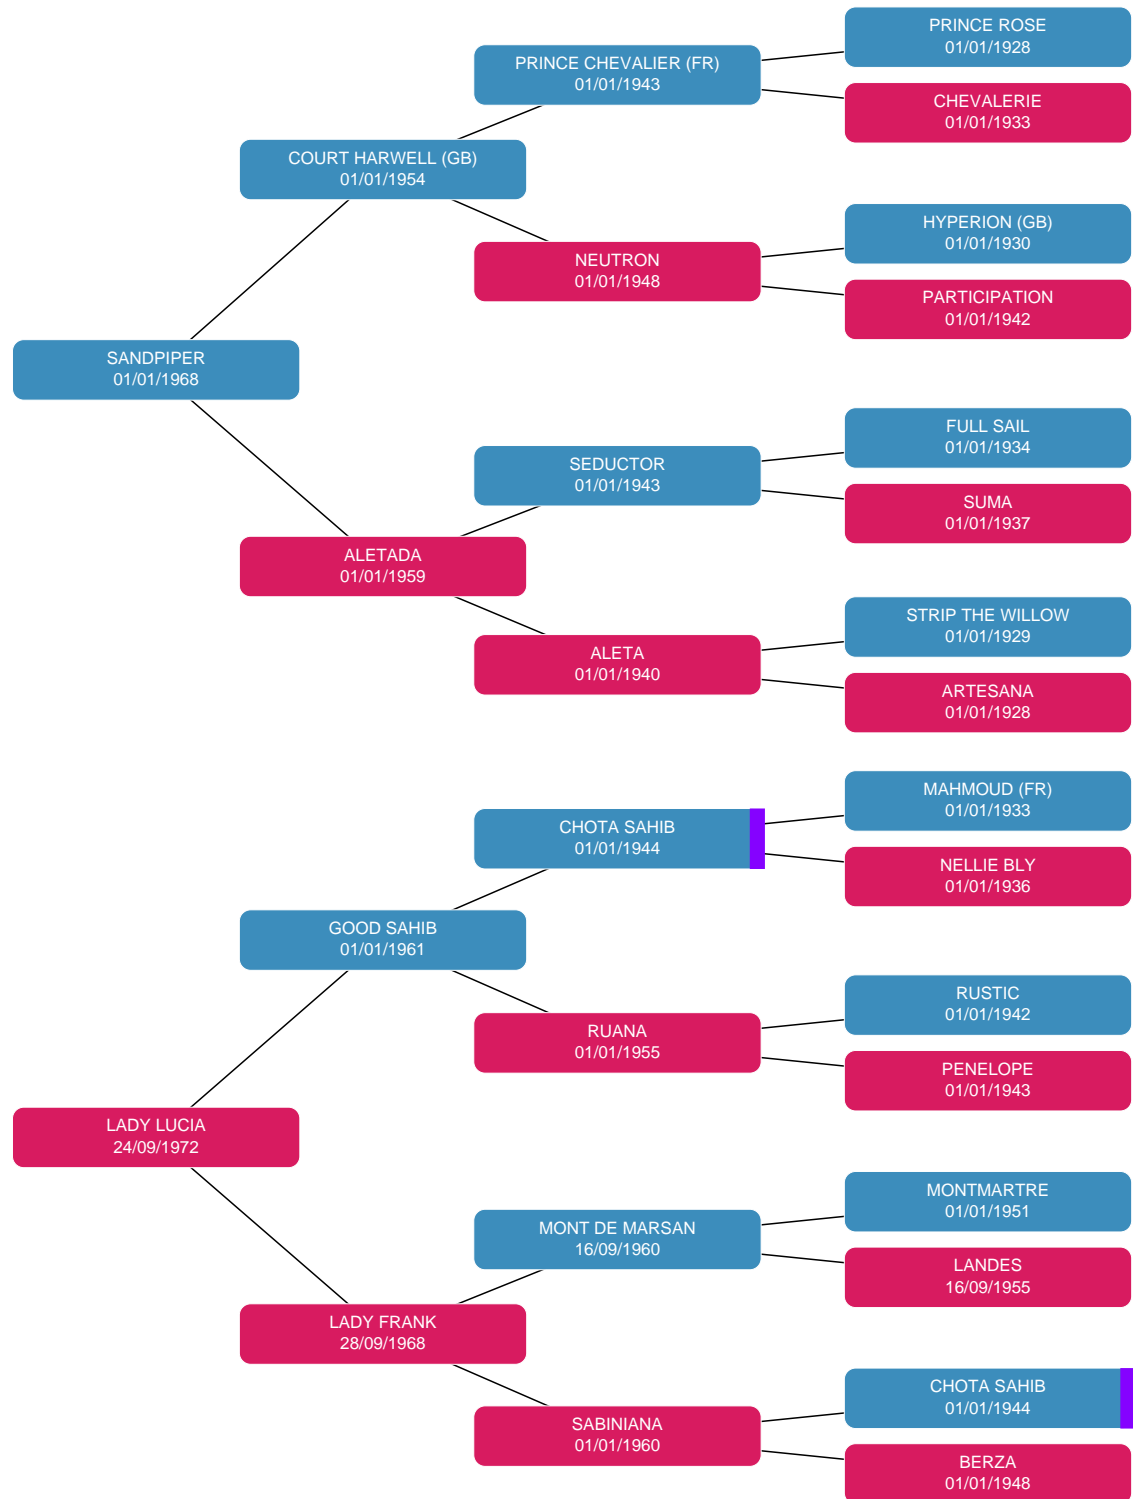 PRINCE ROSE
01/01/1928
PRINCE CHEVALIER (FR)
01/01/1943
CHEVALERIE
01/01/1933
COURT HARWELL (GB)
01/01/1954
HYPERION (GB)
01/01/1930
NEUTRON
01/01/1948
PARTICIPATION
01/01/1942
SANDPIPER
01/01/1968
FULL SAIL
01/01/1934
SEDUCTOR
01/01/1943
SUMA
01/01/1937
ALETADA
01/01/1959
STRIP THE WILLOW
01/01/1929
ALETA
01/01/1940
ARTESANA
01/01/1928
MAHMOUD (FR)
01/01/1933
CHOTA SAHIB
01/01/1944
NELLIE BLY
01/01/1936
GOOD SAHIB
01/01/1961
RUSTIC
01/01/1942
RUANA
01/01/1955
PENELOPE
01/01/1943
LADY LUCIA
24/09/1972
MONTMARTRE
01/01/1951
MONT DE MARSAN
16/09/1960
LANDES
16/09/1955
LADY FRANK
28/09/1968
CHOTA SAHIB
01/01/1944
SABINIANA
01/01/1960
BERZA
01/01/1948